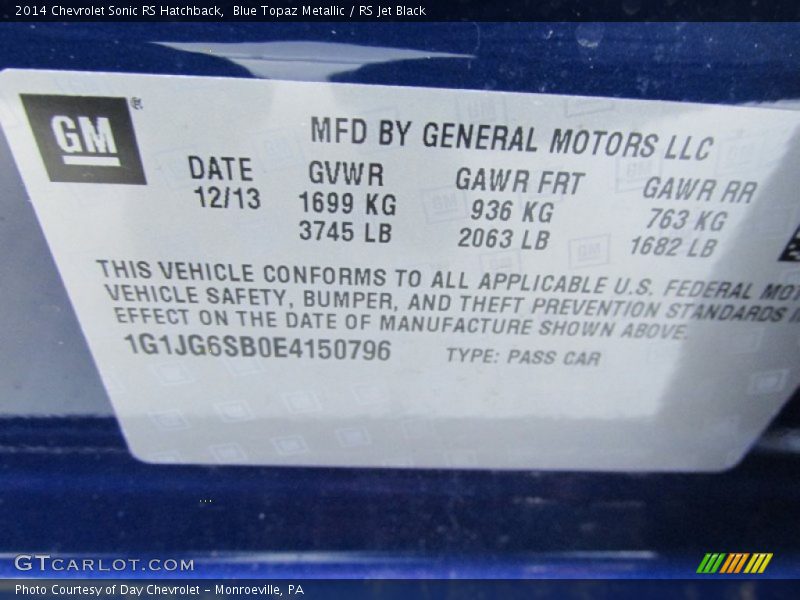 2014 Chevrolet Sonic RS Hatchback,  Blue Topaz Metallic / RS Jet Black
GM ®
MFD BY GENERAL MOTORS LLC
DATE GVWR GAWR FRT GAWR RR
12/13 1699 KG 936 KG 763 KG
3745 LB 2063 LB 1682 LB
THIS VEHICLE CONFORMS TO ALL APPLICABLE U.S. FEDERAL MOT
VEHICLE SAFETY, BUMPER, AND THEFT PREVENTION STANDARDS I
EFFECT ON THE DATE OF MANUFACTURE SHOWN ABOVE.
1G1JG6SB0E4150796 TYPE: PASS CAR
GTCARLOT.COM
Photo Courtesy of Day Chevrolet - Monroeville, PA